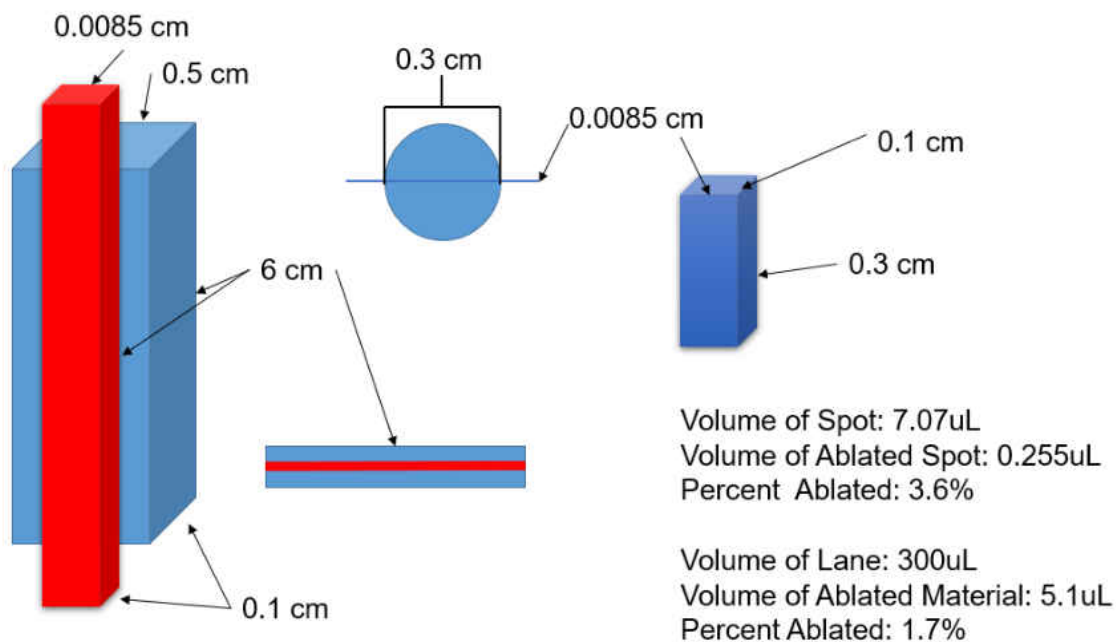 0.0085 cm
0.5 cm
0.3 cm
0.0085 cm
0.1 cm
6 cm
0.3 cm
0.1 cm
Volume of Spot: 7.07uL
Volume of Ablated Spot: 0.255uL
Percent Ablated: 3.6%
Volume of Lane: 300uL
Volume of Ablated Material: 5.1uL
Percent Ablated: 1.7%